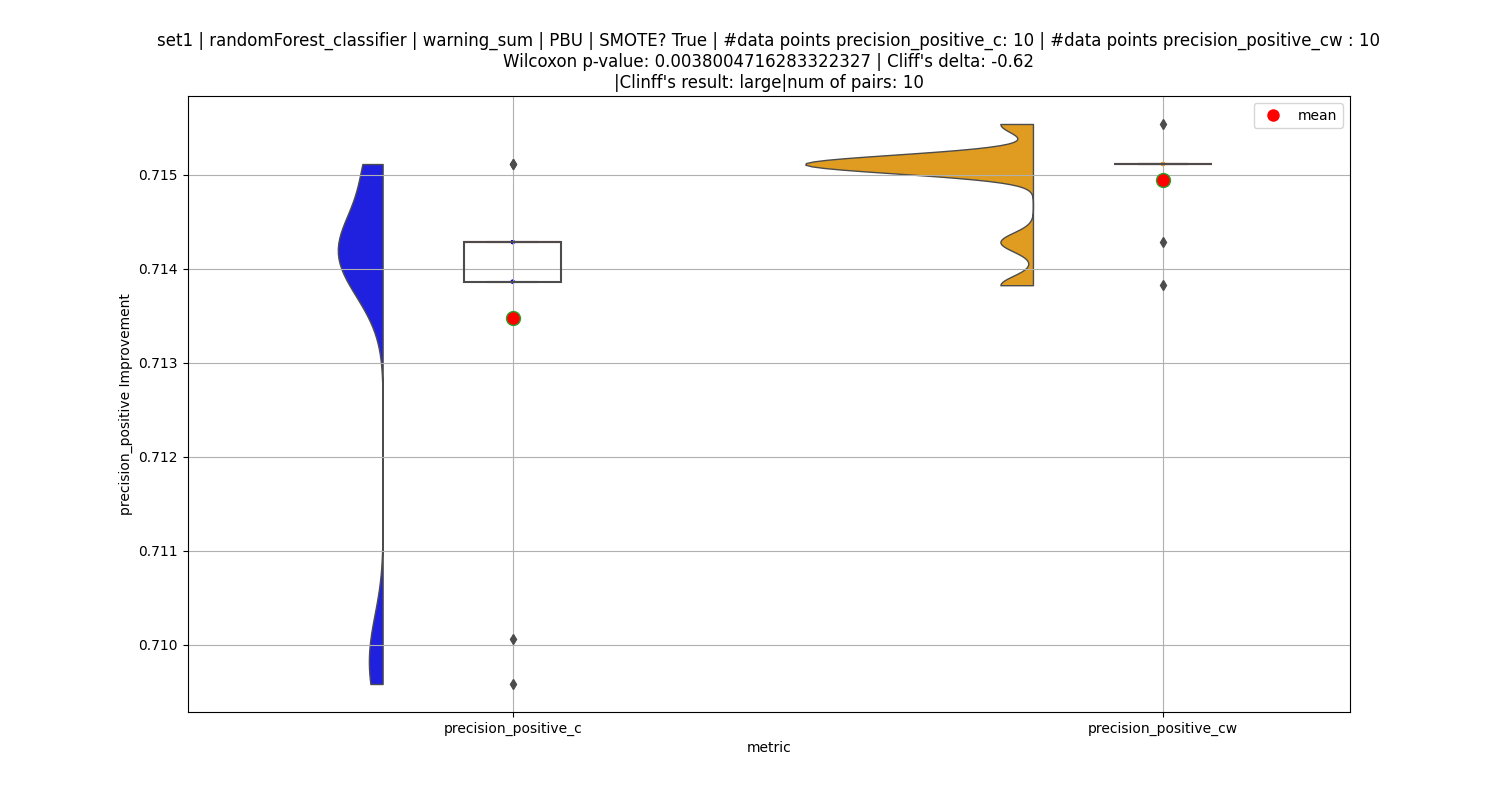 set1 | randomForest_classifier | warning_sum | PBU | SMOTE? True | #data points precision_positive_c: 10 | #data points precision_positive_cw : 10
Wilcoxon p-value: 0.0038004716283322327 | Cliff's delta: -0.62
|Clinff's result: large|num of pairs: 10
mean
0.715
0.714
0.713
0.712
0.711
0.710
precision_positive Improvement
precision_positive_c
precision_positive_cw
metric